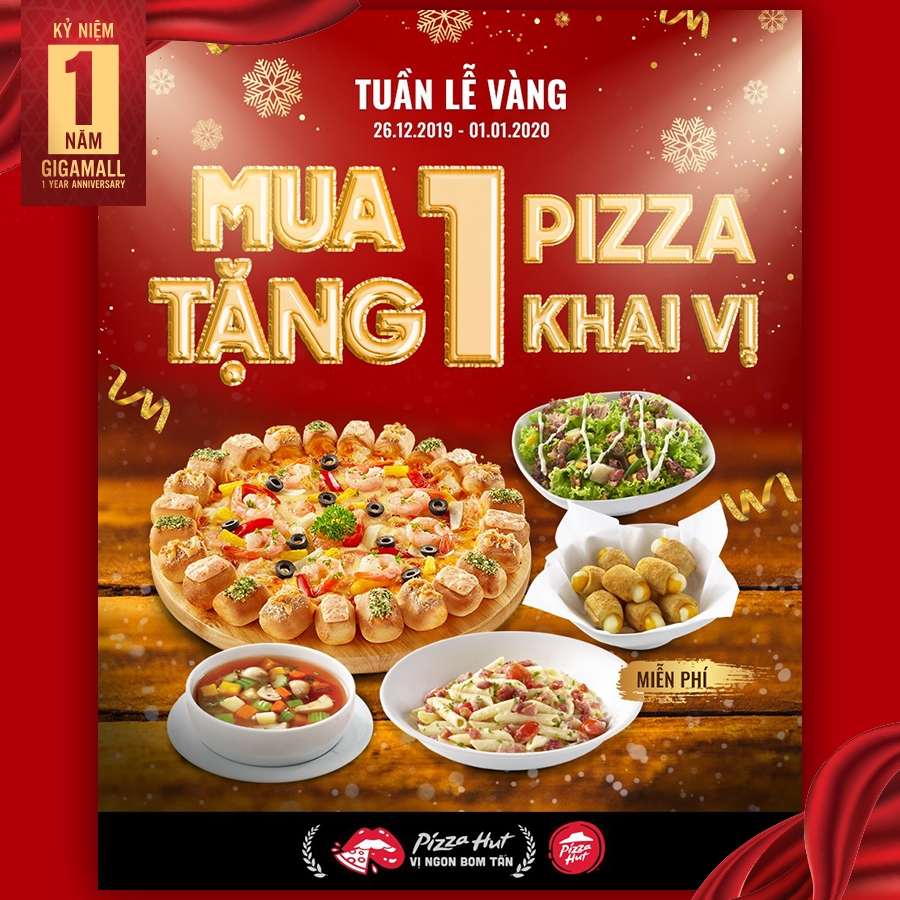 KỶ NIỆM
1
NĂM
GIGAMALL
1 YEAR ANNIVERSARY
TUẦN LỄ VÀNG
26.12.2019 - 01.01.2020
MUA 1 PIZZA
TẶNG 1 KHAI VỊ
MIỄN PHÍ
Pizza Hut
VỊ NGON BOM TẤN
Pizza
Hut